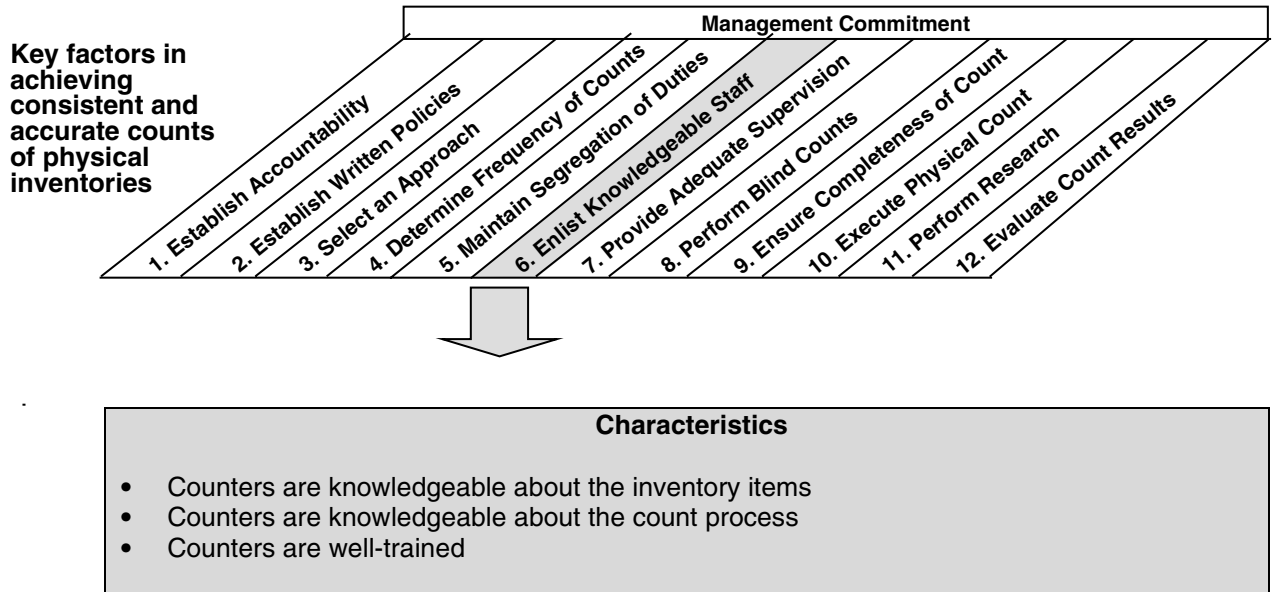 Management Commitment
Key factors in
achieving
consistent and
accurate counts
of physical
inventories
1. Establish Accountability
2. Establish Written Policies
3. Select an Approach
4. Determine Frequency of Counts
5. Maintain Segregation of Duties
6. Enlist Knowledgeable Staff
7. Provide Adequate Supervision
8. Perform Blind Counts
9. Ensure Completeness of Count
10. Execute Physical Count
11. Perform Research
12. Evaluate Count Results
.
Characteristics
• Counters are knowledgeable about the inventory items
• Counters are knowledgeable about the count process
• Counters are well-trained